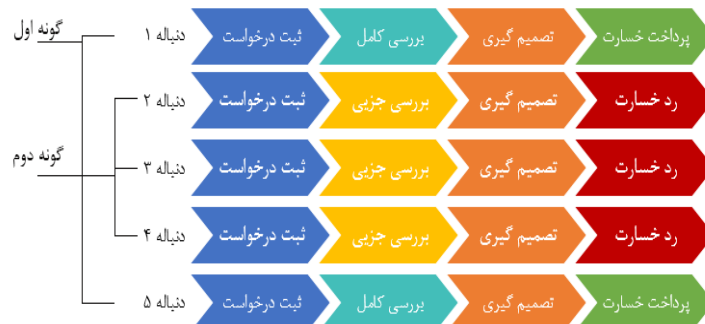 گونه اول
دنباله ۱ ثبت درخواست بررسی کامل تصمیم گیری پرداخت خسارت
دنباله ۲ ثبت درخواست بررسی جزیی تصمیم گیری رد خسارت
گونه دوم
دنباله ۳ ثبت درخواست بررسی جزیی تصمیم گیری رد خسارت
دنباله ۴ ثبت درخواست بررسی جزیی تصمیم گیری رد خسارت
دنباله ۵ ثبت درخواست بررسی کامل تصمیم گیری پرداخت خسارت